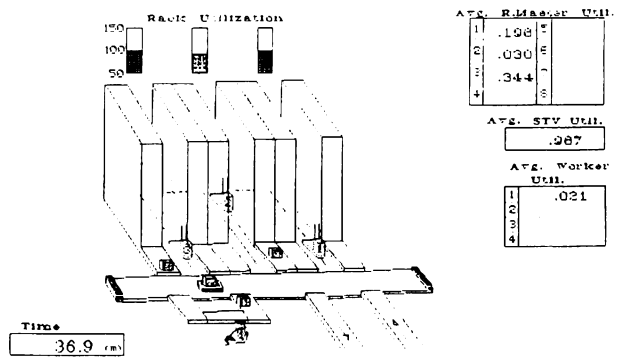 Rack Utilization
150
100
50
Avg. R.Master Util.
1 .198 5
2 .030 6
3 .344 7
4 8
Avg. STV Util.
.987
Avg. Worker
Util.
1 .021
2
3
4
Time
36.9 (m)